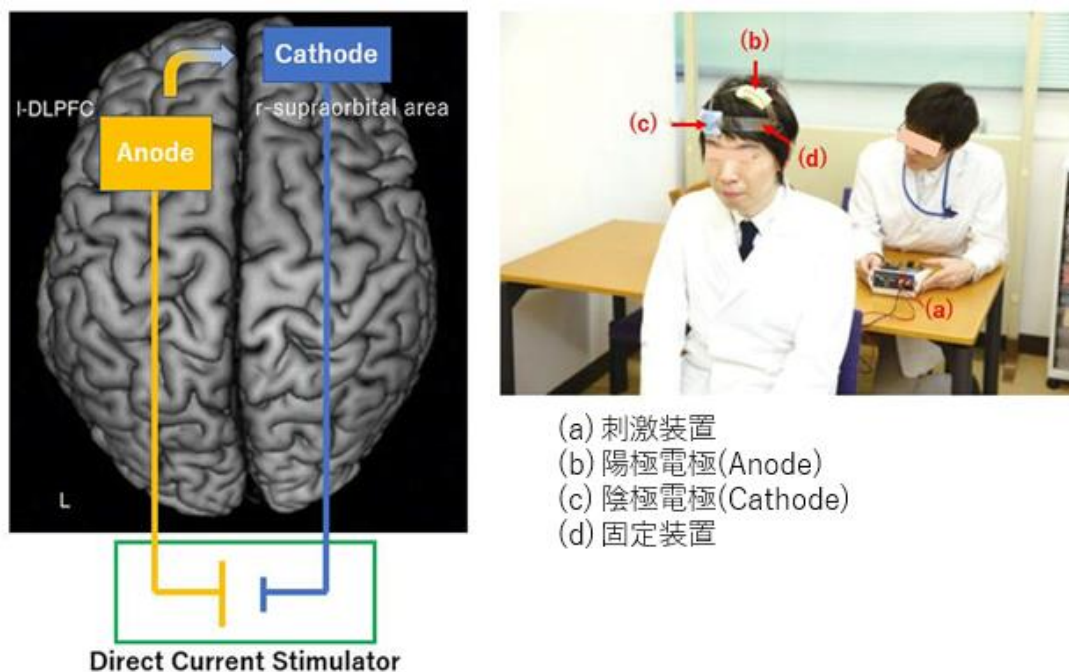 Cathode
l-DLPFC
r-supraorbital area
Anode
L
Direct Current Stimulator
(b)
(c)
(d)
(a)
(a) 刺激装置
(b) 陽極電極(Anode)
(c) 陰極電極(Cathode)
(d) 固定装置